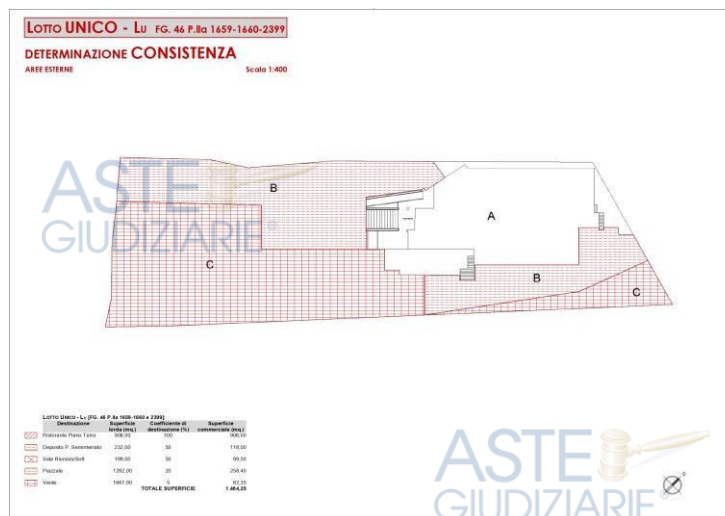 LOTTO UNICO - LU FG. 46 P.lla 1659-1660-2399
DETERMINAZIONE CONSISTENZA
AREE ESTERNE Scala 1:400
B
A
C
B
C
ASTE
GIUDIZIARIE®
LOTTO UNICO - LU [FG. 46 P.lla 1659-1660 e 2399]
Destinazione Superficie lorda (mq.) Coefficiente di destinazione (%) Superficie commerciale (mq.)
Ristorante Piano Terra 100
Deposito P. Seminterrato 232,00 50 116,00
50 99,50
Piazzale 1292,00 20 258,40
Verde 1647,00 5 82,35
TOTALE SUPERFICIE
ASTE
GIUDIZIARIE®